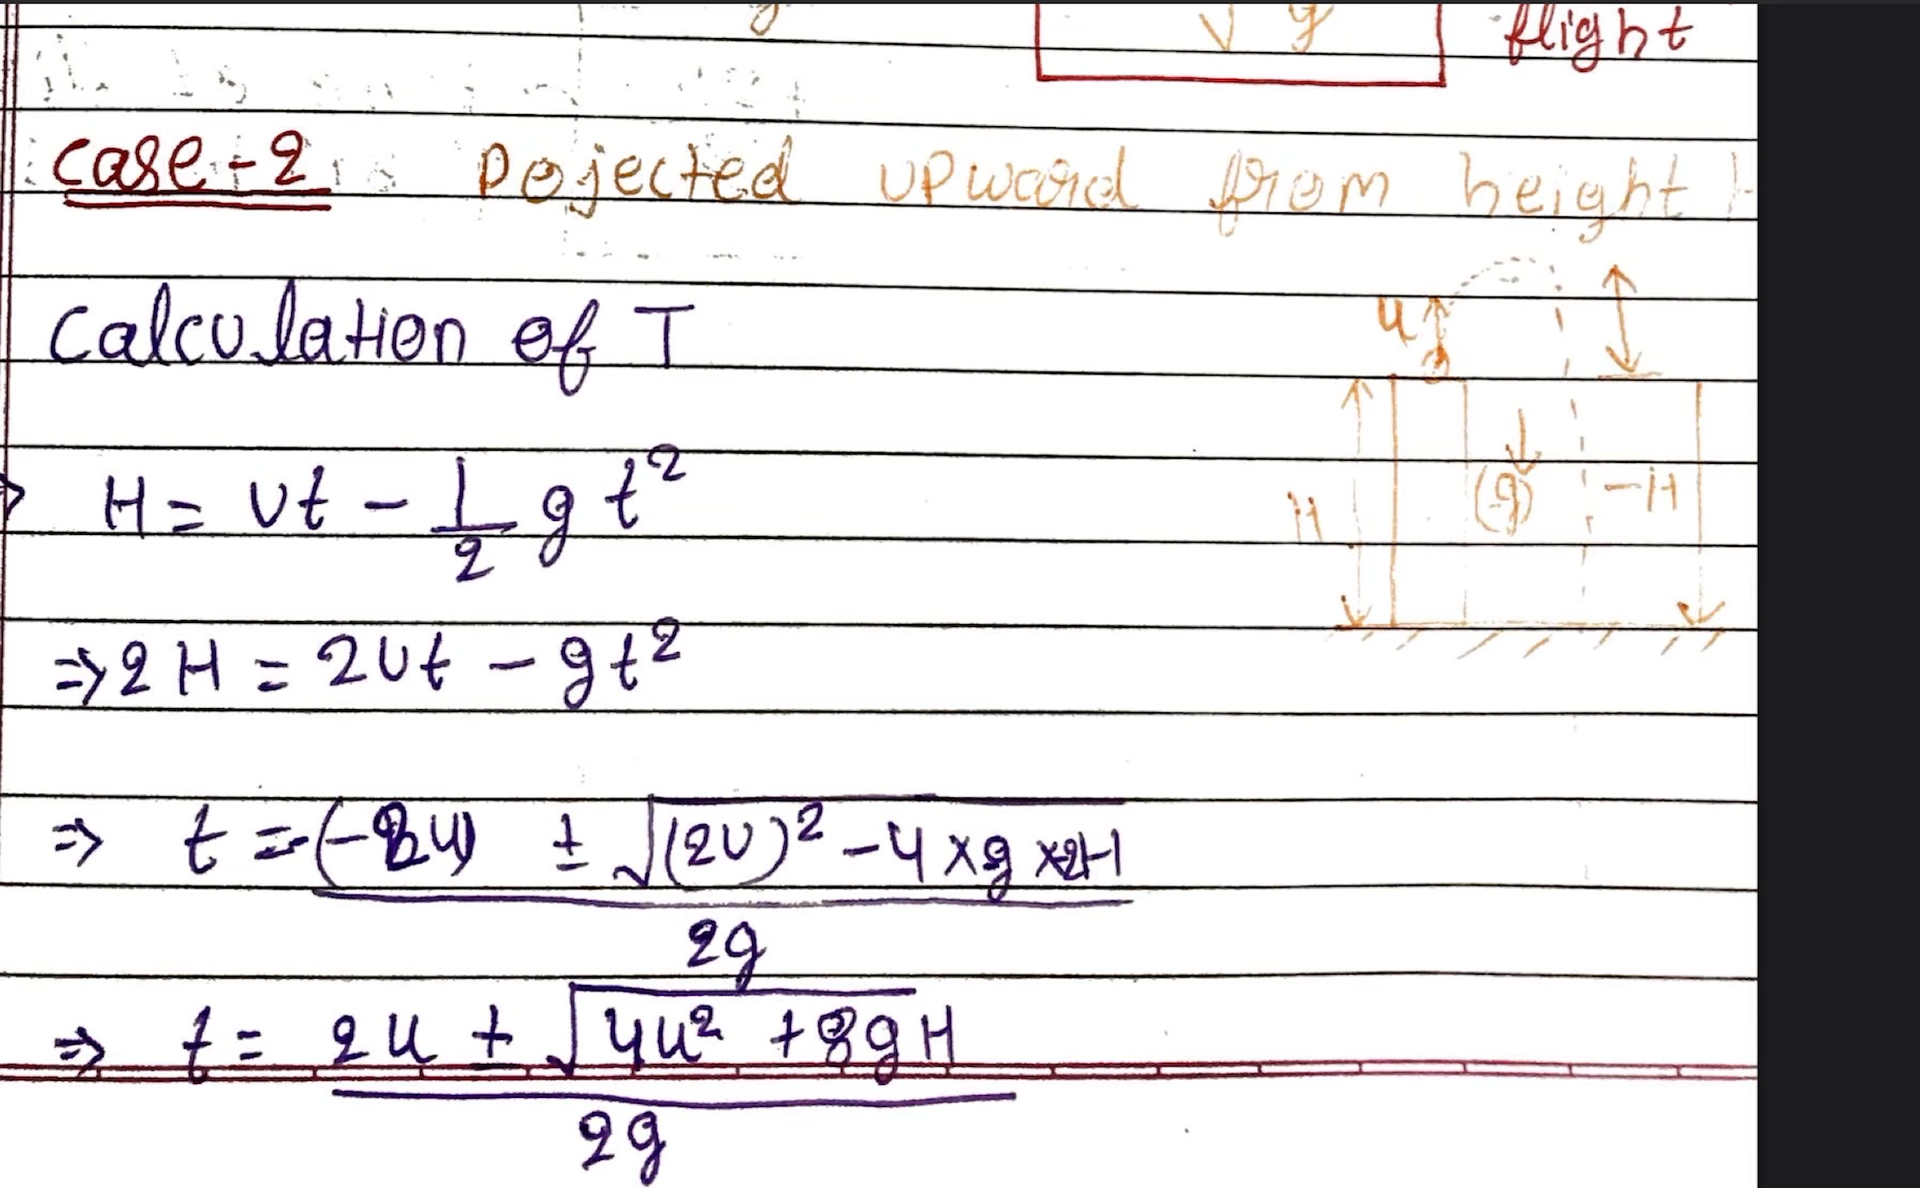 √ g flight
case-2 Pojected upward from height H
Calculation of T
u
H = ut - 1/2 g t²
H (g) -H
⇒ 2H = 2ut - gt²
⇒ t = -(-2u) ± √(2u)² - 4×g×2H / 2g
⇒ t = 2u ± √4u² + 8gH / 2g